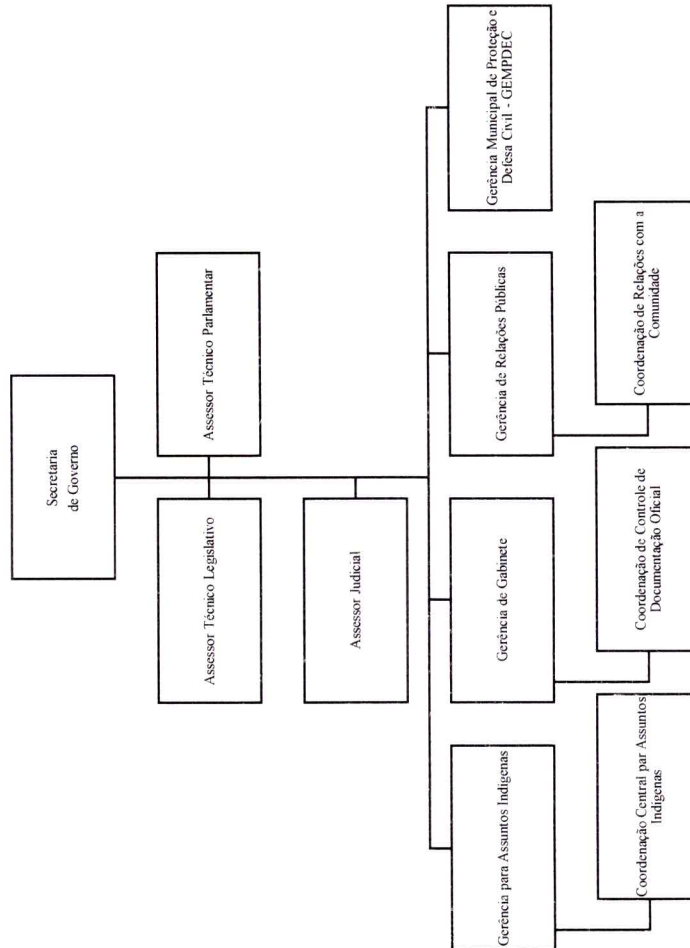 Secretaria
de Governo
Assessor Técnico Legislativo
Assessor Técnico Parlamentar
Assessor Judicial
Gerência para Assuntos Indígenas
Gerência de Gabinete
Gerência de Relações Públicas
Gerência Municipal de Proteção e
Defesa Civil - GEMPDEC
Coordenação Central par Assuntos
Indígenas
Coordenação de Controle de
Documentação Oficial
Coordenação de Relações com a
Comunidade